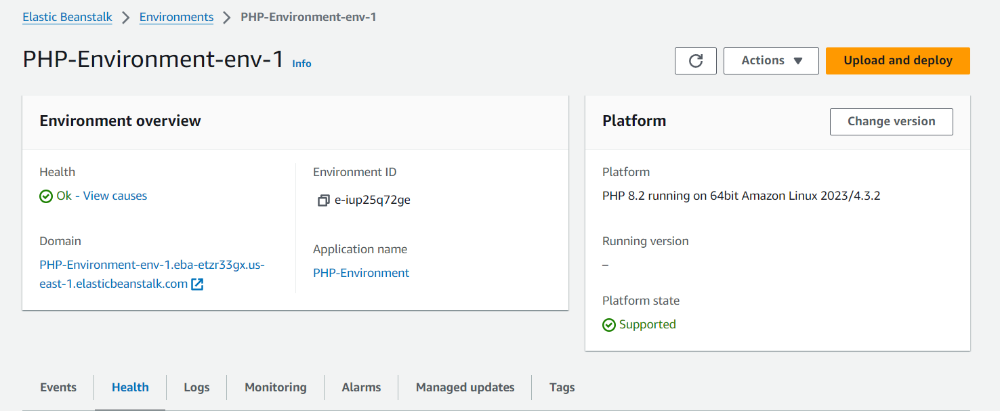 Elastic Beanstalk > Environments > PHP-Environment-env-1
PHP-Environment-env-1 Info
Actions
Upload and deploy
Environment overview
Health
Ok - View causes
Domain
PHP-Environment-env-1.eba-etzr33gx.us-
east-1.elasticbeanstalk.com
Environment ID
e-iup25q72ge
Application name
PHP-Environment
Platform
Change version
Platform
PHP 8.2 running on 64bit Amazon Linux 2023/4.3.2
Running version
–
Platform state
Supported
Events Health Logs Monitoring Alarms Managed updates Tags